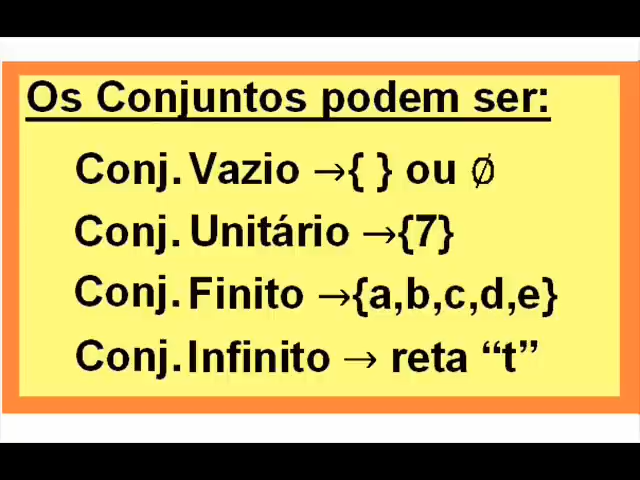 Os Conjuntos podem ser:
Conj. Vazio →{ } ou ∅
Conj. Unitário →{7}
Conj. Finito →{a,b,c,d,e}
Conj. Infinito → reta “t”